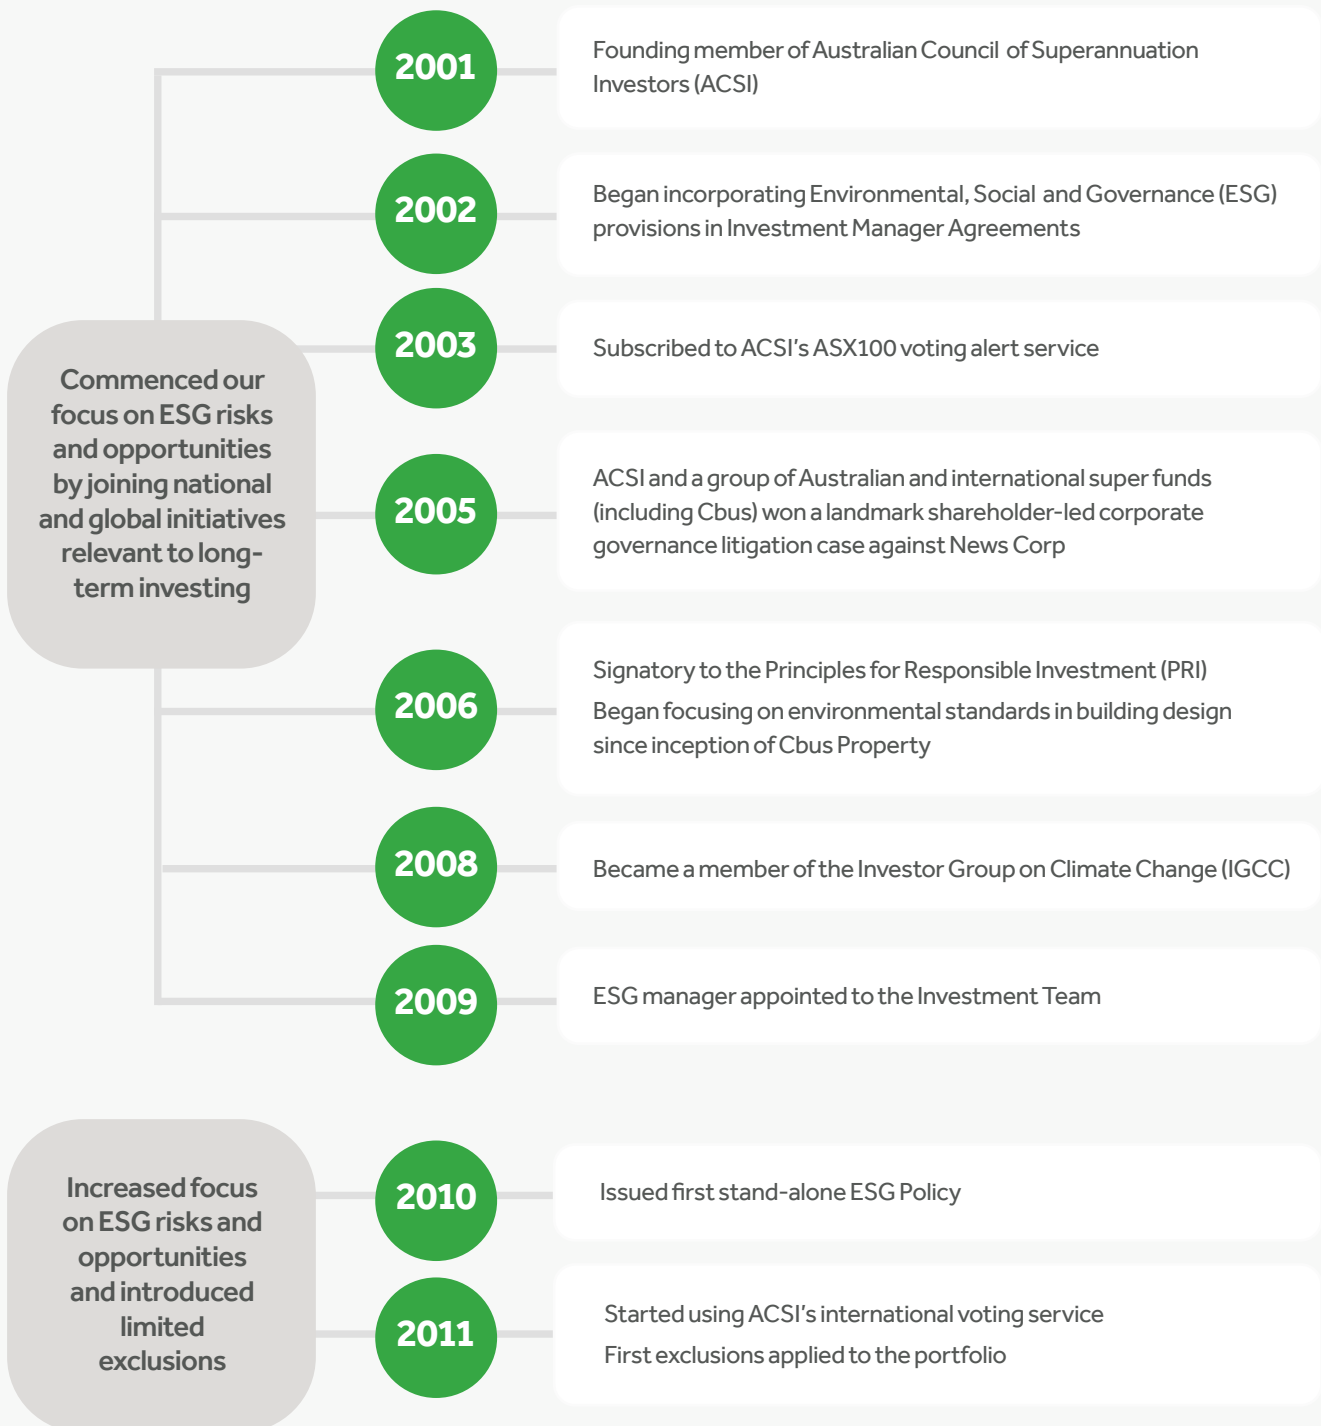 2001
Founding member of Australian Council of Superannuation
Investors (ACSI)
2002
Began incorporating Environmental, Social and Governance (ESG)
provisions in Investment Manager Agreements
2003
Subscribed to ACSI's ASX100 voting alert service
Commenced our
focus on ESG risks
and opportunities
by joining national
and global initiatives
relevant to long-
term investing
2005
ACSI and a group of Australian and international super funds
(including Cbus) won a landmark shareholder-led corporate
governance litigation case against News Corp
2006
Signatory to the Principles for Responsible Investment (PRI)
Began focusing on environmental standards in building design
since inception of Cbus Property
2008
Became a member of the Investor Group on Climate Change (IGCC)
2009
ESG manager appointed to the Investment Team
Increased focus
on ESG risks and
opportunities
and introduced
limited
exclusions
2010
Issued first stand-alone ESG Policy
2011
Started using ACSI's international voting service
First exclusions applied to the portfolio